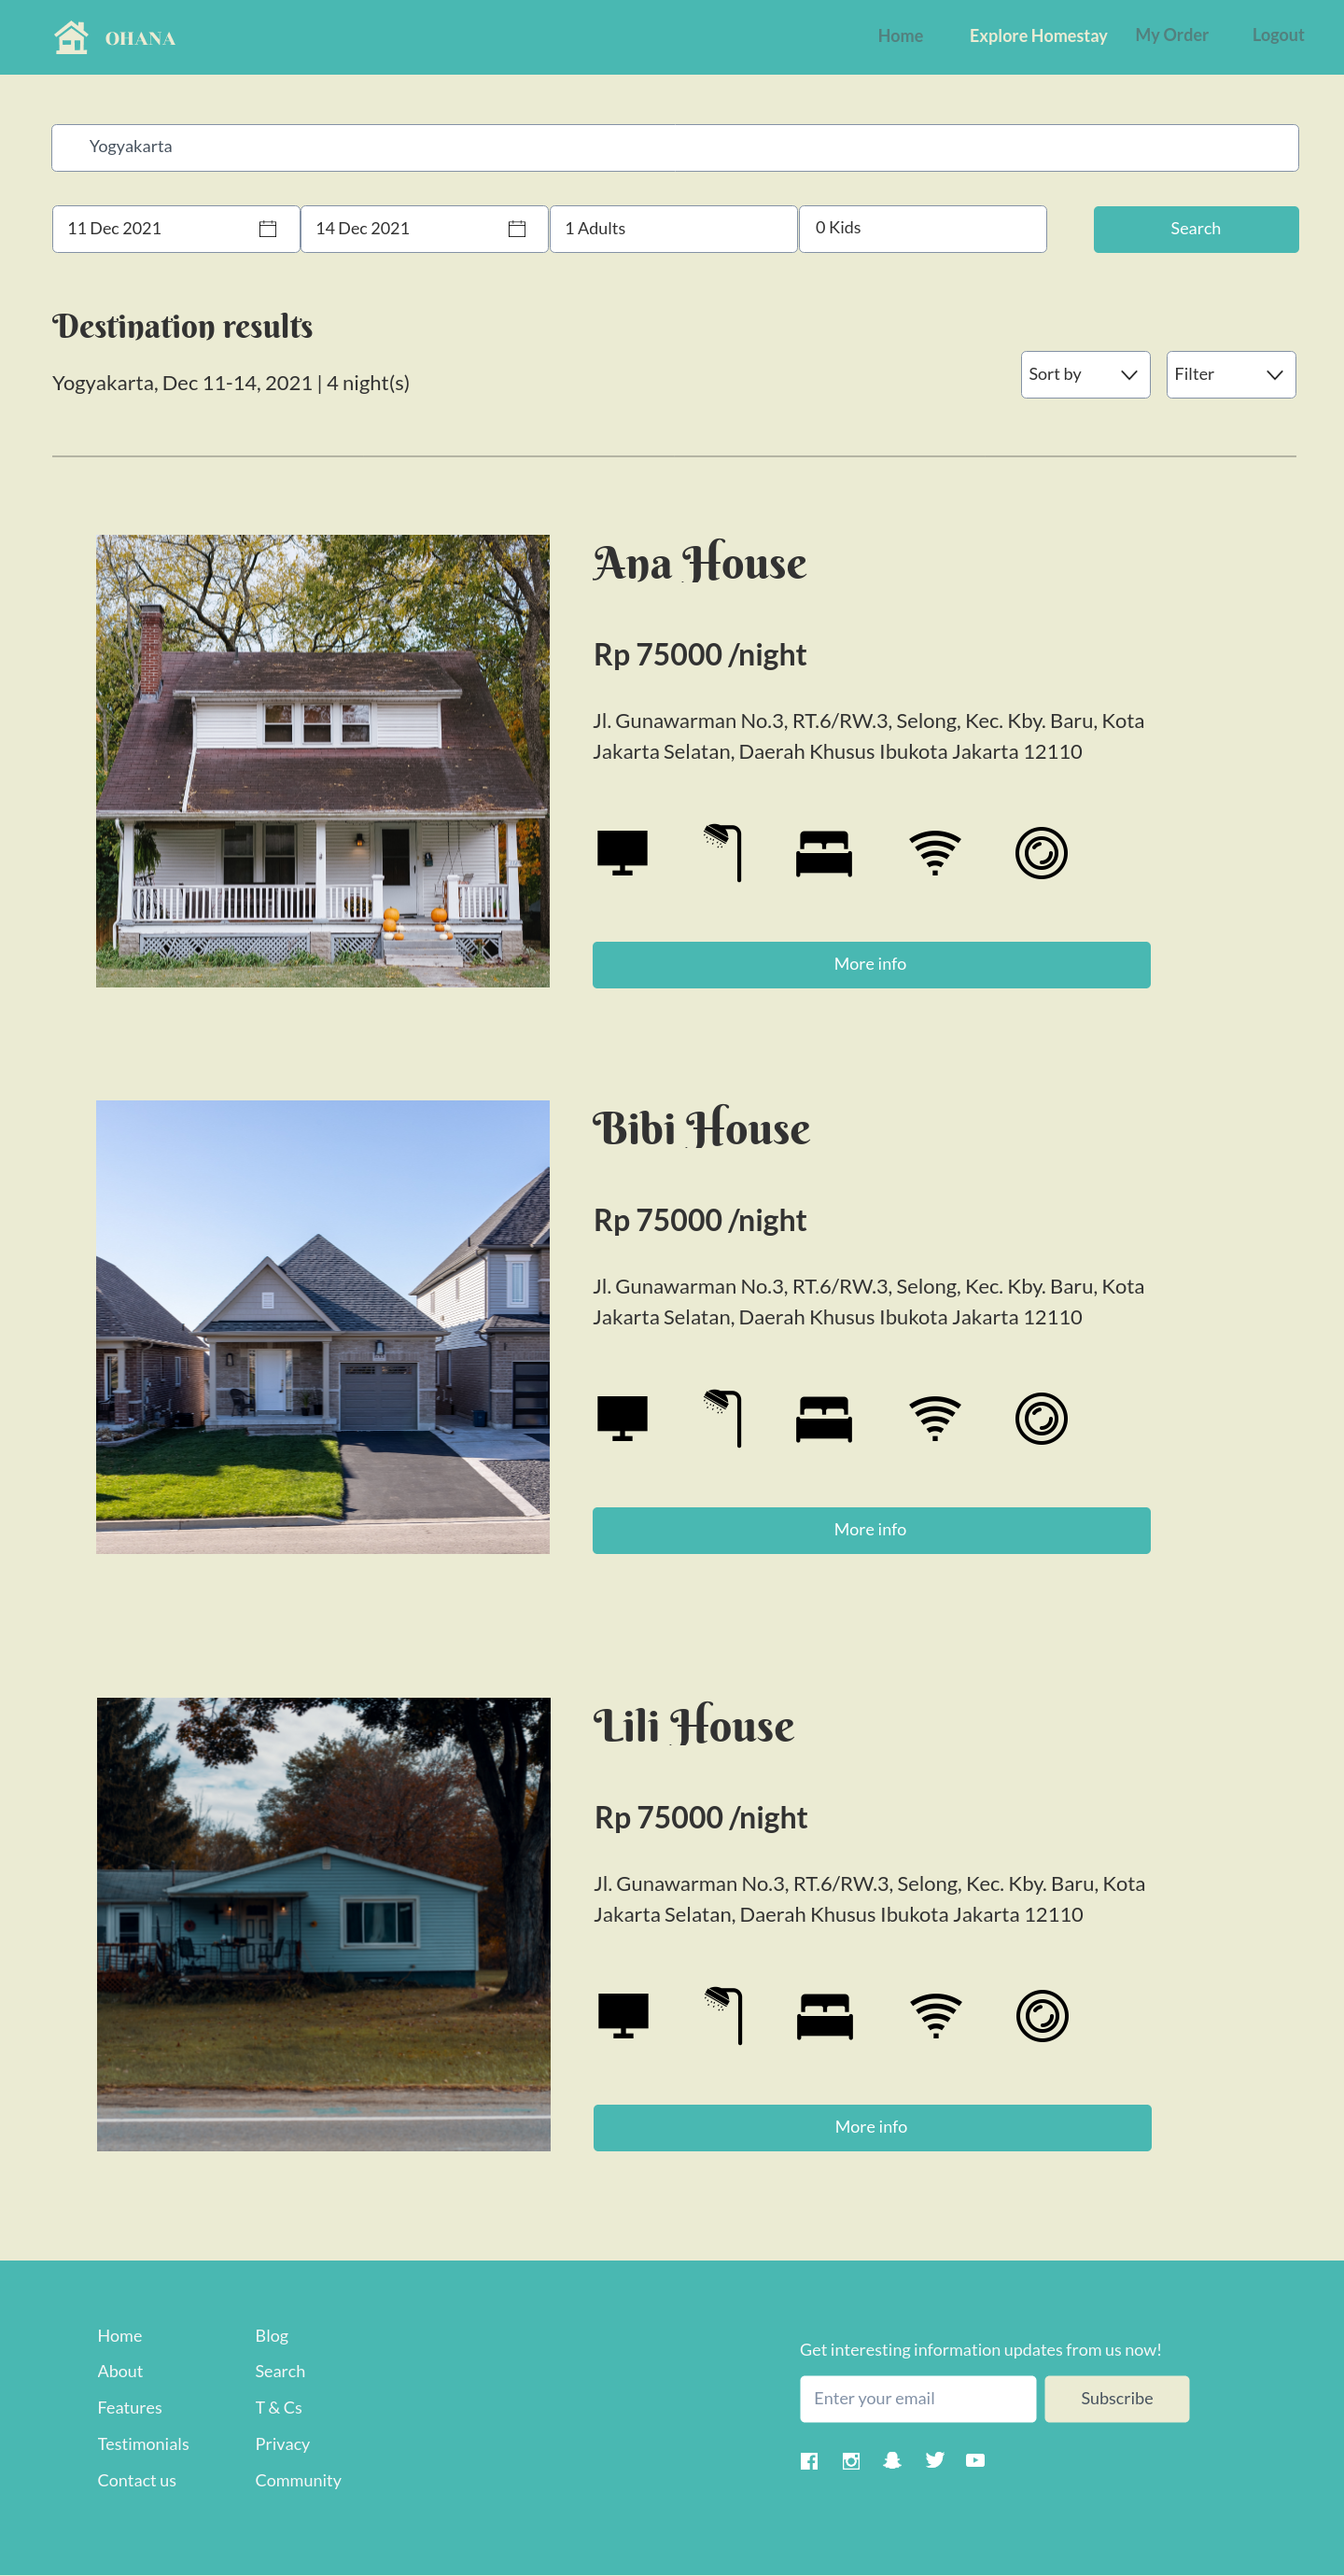 OHANA
Home
Explore Homestay
My Order
Logout
Yogyakarta
11 Dec 2021
14 Dec 2021
1 Adults
0 Kids
Search
Destination results
Yogyakarta, Dec 11-14, 2021 | 4 night(s)
Sort by
Filter
Ana House
Rp 75000 /night
Jl. Gunawarman No.3, RT.6/RW.3, Selong, Kec. Kby. Baru, Kota
Jakarta Selatan, Daerah Khusus Ibukota Jakarta 12110
More info
Bibi House
Rp 75000 /night
Jl. Gunawarman No.3, RT.6/RW.3, Selong, Kec. Kby. Baru, Kota
Jakarta Selatan, Daerah Khusus Ibukota Jakarta 12110
More info
Lili House
Rp 75000 /night
Jl. Gunawarman No.3, RT.6/RW.3, Selong, Kec. Kby. Baru, Kota
Jakarta Selatan, Daerah Khusus Ibukota Jakarta 12110
More info
Home
About
Features
Testimonials
Contact us
Blog
Search
T & Cs
Privacy
Community
Get interesting information updates from us now!
Enter your email
Subscribe